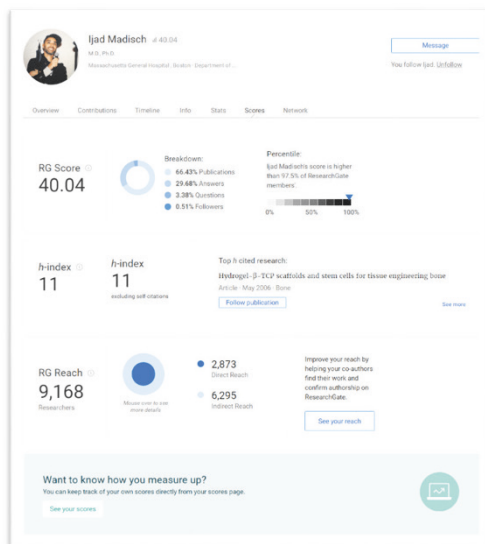 Ijad Madisch 40.04
M.D. Ph.D.
Massachusetts General Hospital · Boston · Department of ...
Message
You follow Ijad. Unfollow
Overview Contributions Timeline Info Stats Scores Network
RG Score
40.04
Breakdown:
66.43% Publications
29.68% Answers
3.38% Questions
0.51% Followers
Percentile:
Ijad Madisch's score is higher
than 97.5% of ResearchGate
members'.
0% 50% 100%
h-index
11
h-index
11
excluding self citations
Top h cited research:
Hydrogel-β-TCP scaffolds and stem cells for tissue engineering bone
Article · May 2006 · Bone
Follow publication
See more
RG Reach
9,168
Researchers
Mouse over to see
more details
2,873
Direct Reach
6,295
Indirect Reach
Improve your reach by
helping your co-authors
find their work and
confirm authorship on
ResearchGate.
See your reach
Want to know how you measure up?
You can keep track of your own scores directly from your scores page.
See your scores